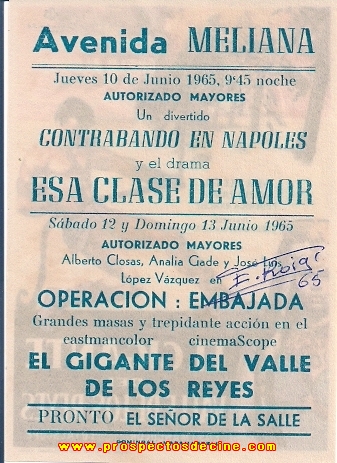 Avenida MELIANA
Jueves 10 de Junio 1965, 9'45 noche
AUTORIZADO MAYORES
Un divertido
CONTRABANDO EN NAPOLES
y el drama
ESA CLASE DE AMOR
Sábado 12 y Domingo 13 Junio 1965
AUTORIZADO MAYORES
Alberto Closas, Analia Gade y José Luis
López Vázquez en
E. Roig
65
OPERACION : EMBAJADA
Grandes masas y trepidante acción en el
eastmancolor cinemaScope
EL GIGANTE DEL VALLE
DE LOS REYES
PRONTO EL SEÑOR DE LA SALLE
www.prospectosdecine.com